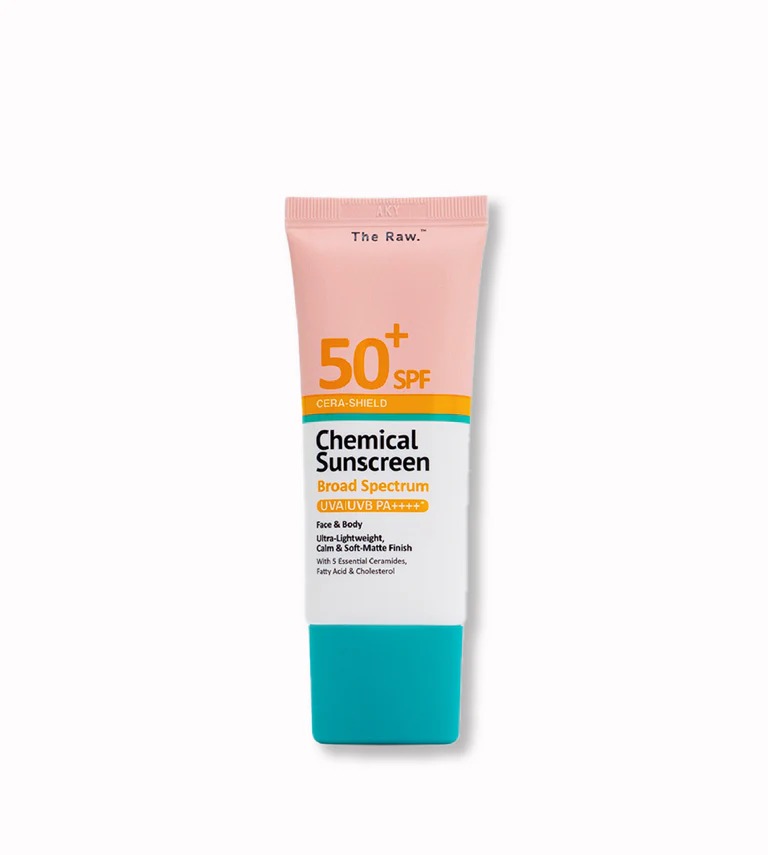 AKY
The Raw.™
50+
SPF
CERA-SHIELD
Chemical
Sunscreen
Broad Spectrum
UVA|UVB PA++++
Face & Body
Ultra-Lightweight,
Calm & Soft-Matte Finish
With 5 Essential Ceramides,
Fatty Acid & Cholesterol